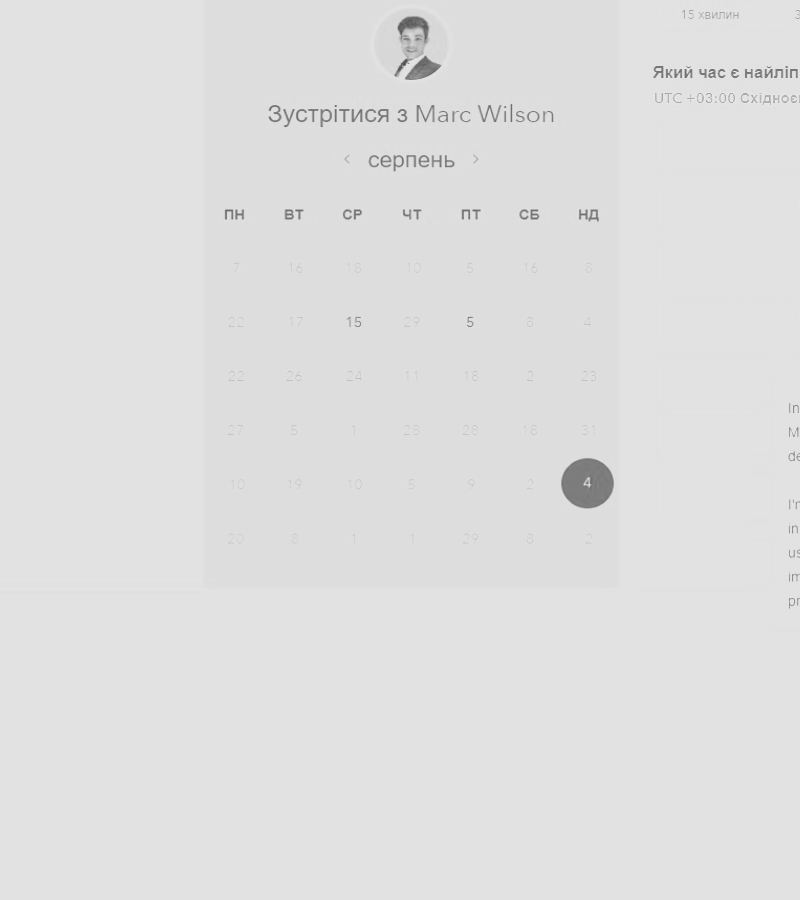 15 хвилин
Зустрітися з Marc Wilson
серпень
ПН ВТ СР ЧТ ПТ СБ НД
7 16 18 10 5 16 8
22 17 15 29 5 8 4
22 26 24 11 18 2 23
27 5 1 28 28 18 31
10 19 10 5 9 2 4
20 8 1 1 29 8 2
Який час є найліп
UTC +03:00 Східноє
In
M
de
I'm
in
us
im
pr